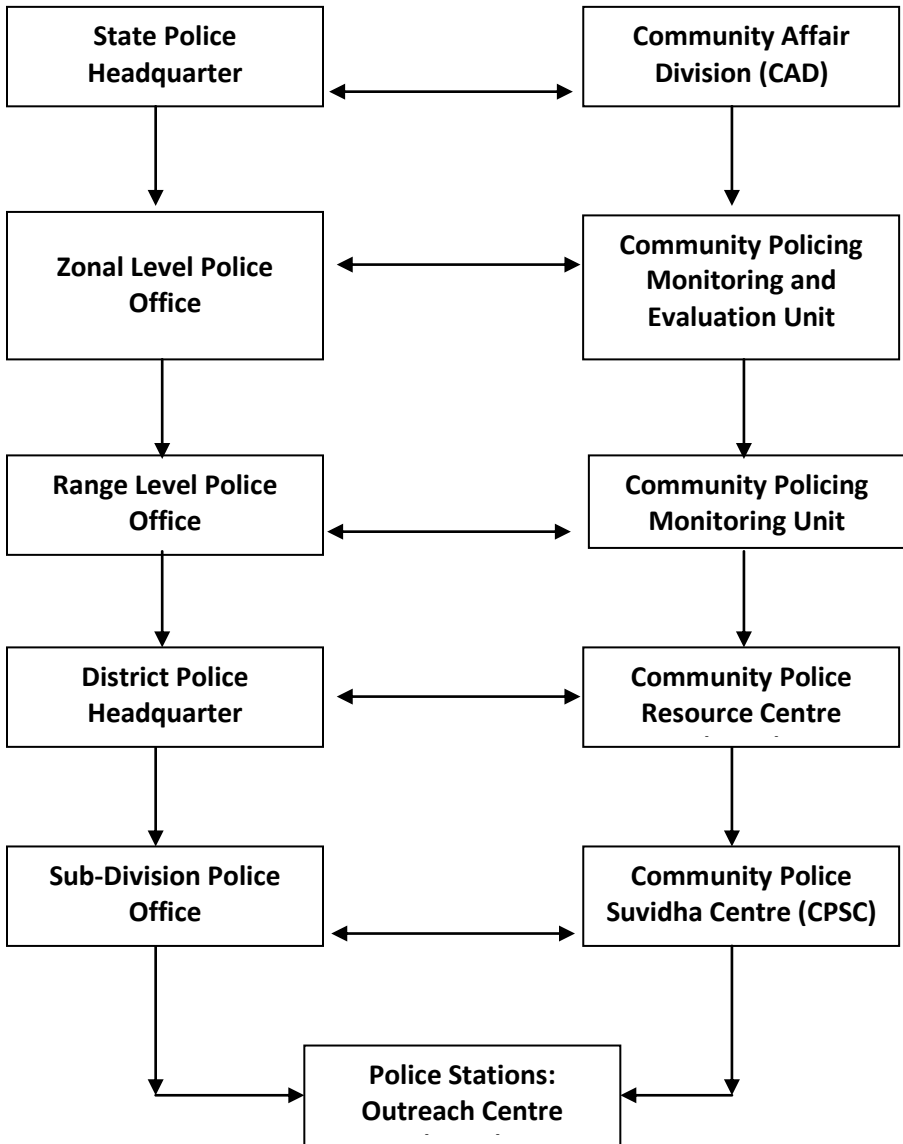 State Police
Headquarter
Community Affair
Division (CAD)
Zonal Level Police
Office
Community Policing
Monitoring and
Evaluation Unit
Range Level Police
Office
Community Policing
Monitoring Unit
District Police
Headquarter
Community Police
Resource Centre
Sub-Division Police
Office
Community Police
Suvidha Centre (CPSC)
Police Stations:
Outreach Centre